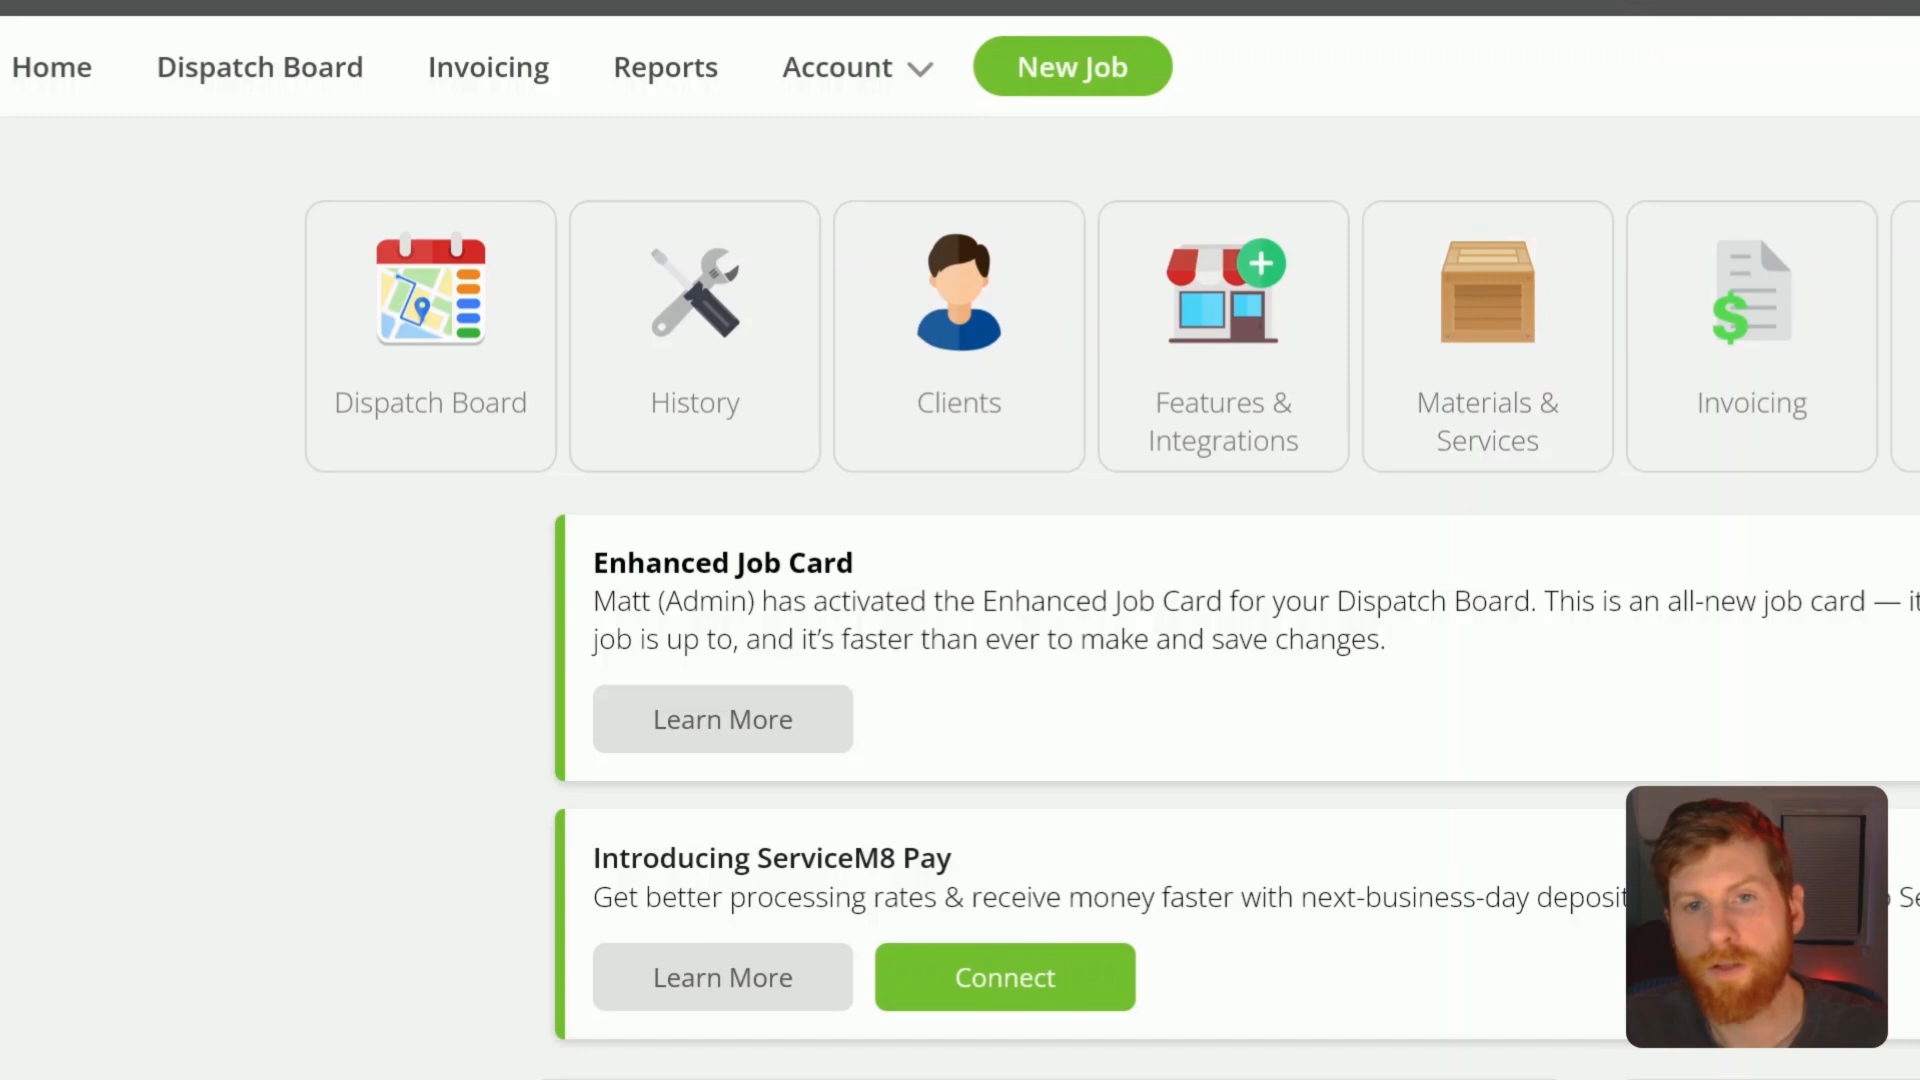 Home Dispatch Board Invoicing Reports Account New Job
Dispatch Board
History
Clients
Features &
Integrations
Materials &
Services
Invoicing
Enhanced Job Card
Matt (Admin) has activated the Enhanced Job Card for your Dispatch Board. This is an all-new job card —
job is up to, and it’s faster than ever to make and save changes.
Learn More
Introducing ServiceM8 Pay
Get better processing rates & receive money faster with next-business-day
Learn More
Connect